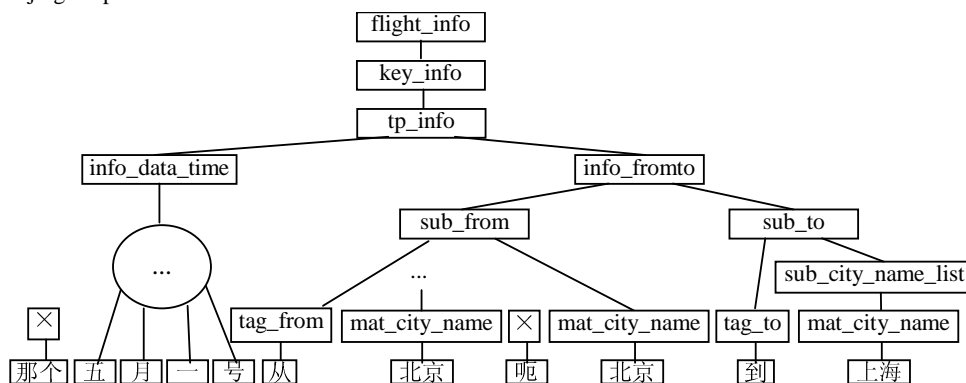 flight_info
key_info
tp_info
info_data_time info_fromto
sub_from sub_to
... ... sub_city_name_list
× tag_from mat_city_name × mat_city_name tag_to mat_city_name
那个 五 月 一 号 从 北京 呃 北京 到 上海